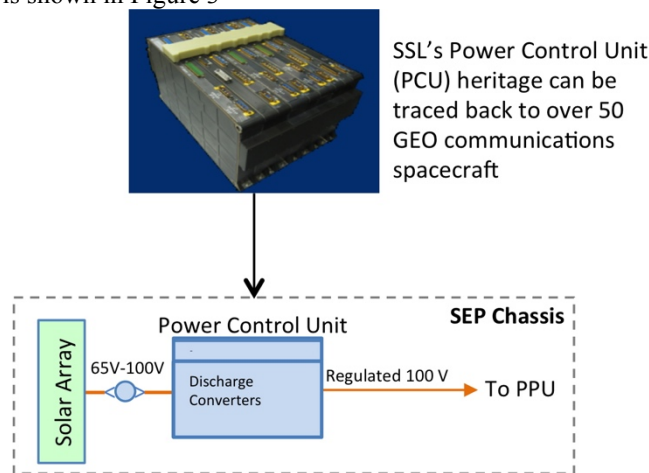 is shown in Figure 3
SSL's Power Control Unit
(PCU) heritage can be
traced back to over 50
GEO communications
spacecraft
SEP Chassis
Power Control Unit
Solar Array
65V-100V
Discharge
Converters
Regulated 100 V
To PPU